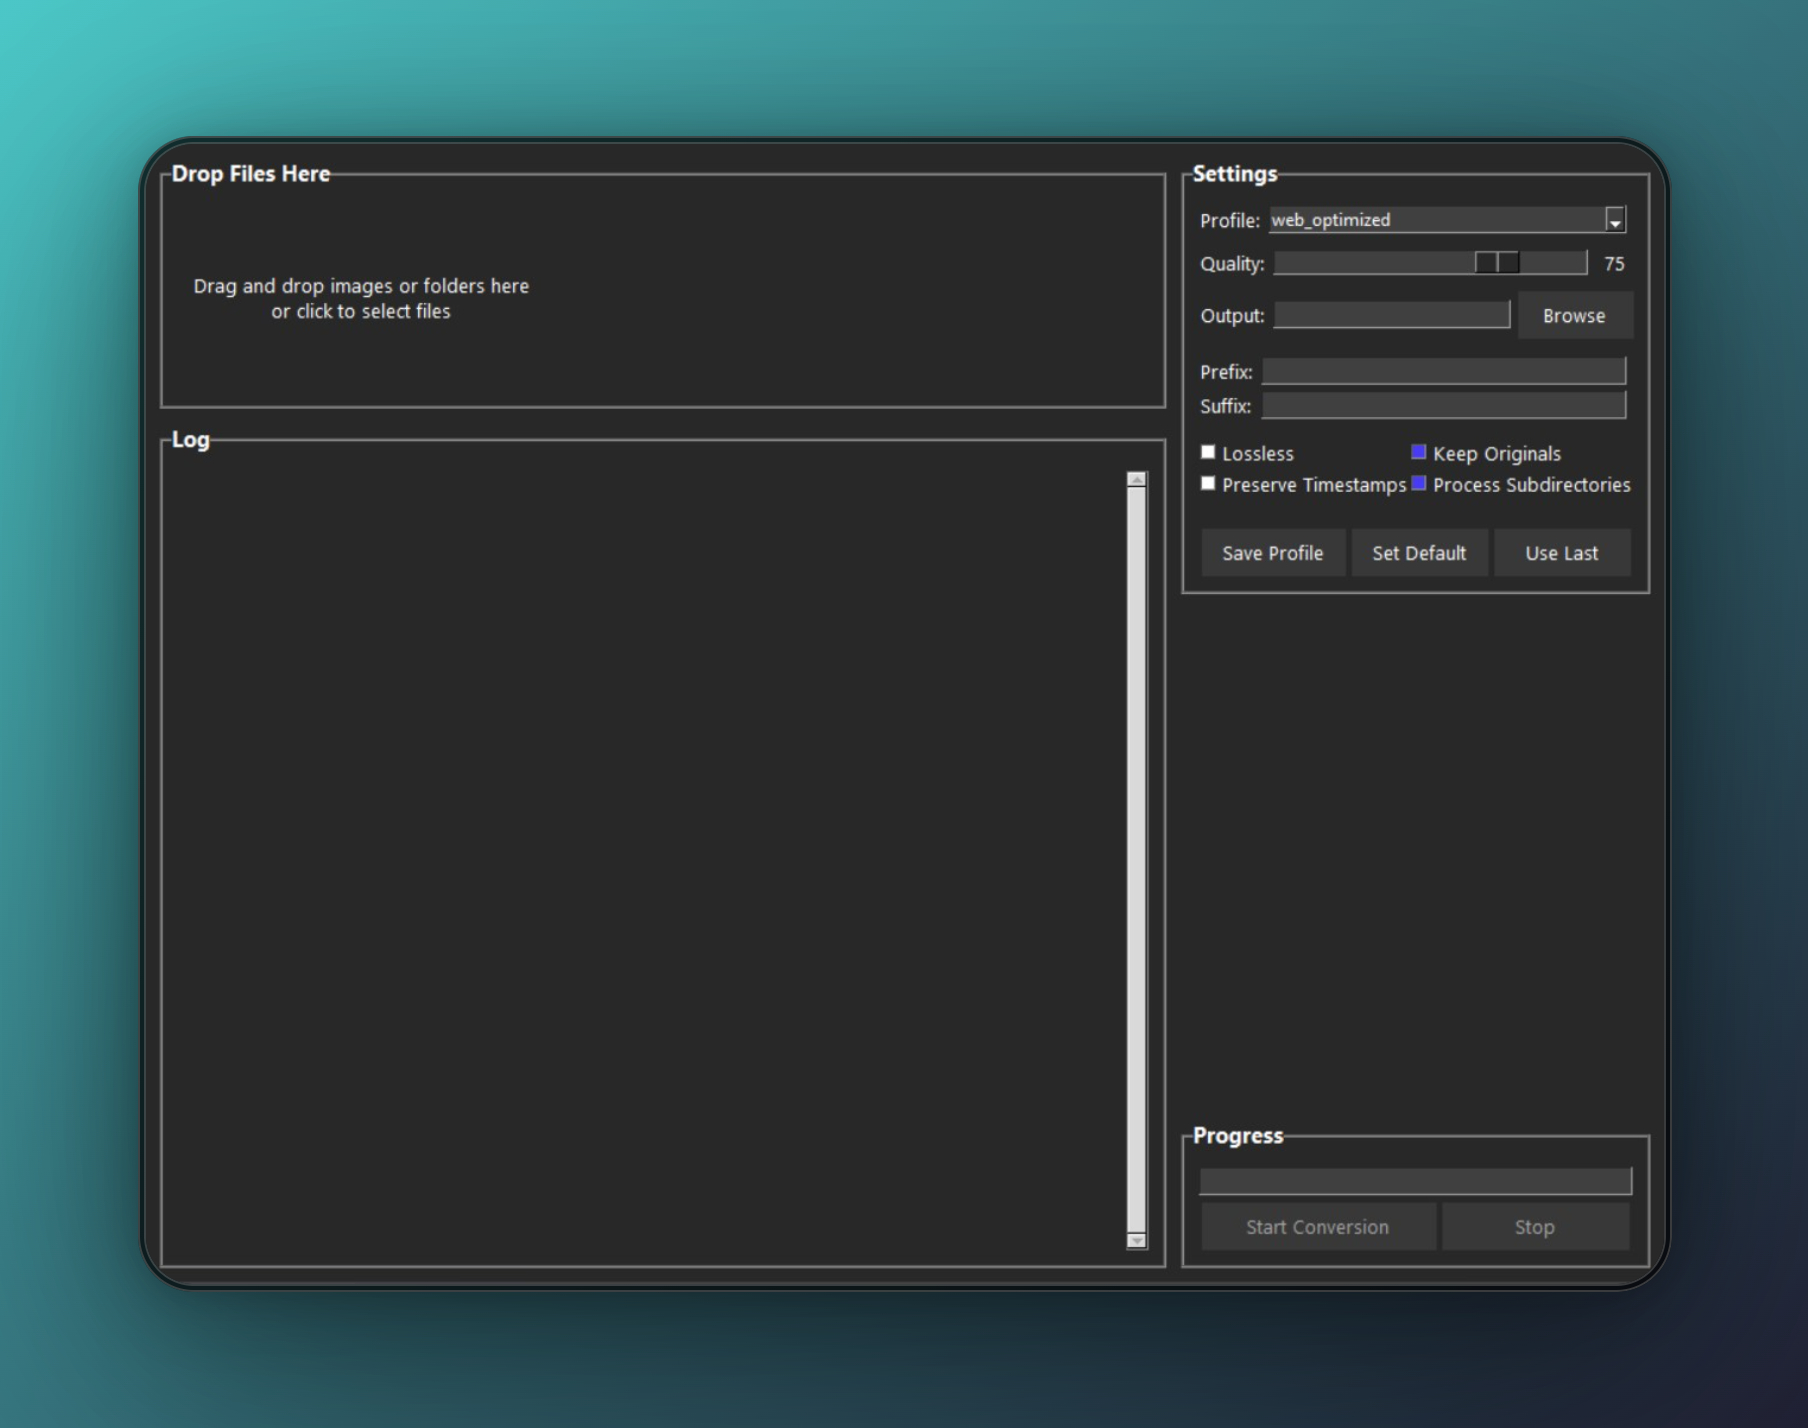 Drop Files Here
Drag and drop images or folders here
or click to select files
Log
Settings
Profile: web_optimized
Quality: 75
Output: Browse
Prefix:
Suffix:
Lossless Keep Originals
Preserve Timestamps Process Subdirectories
Save Profile Set Default Use Last
Progress
Start Conversion Stop